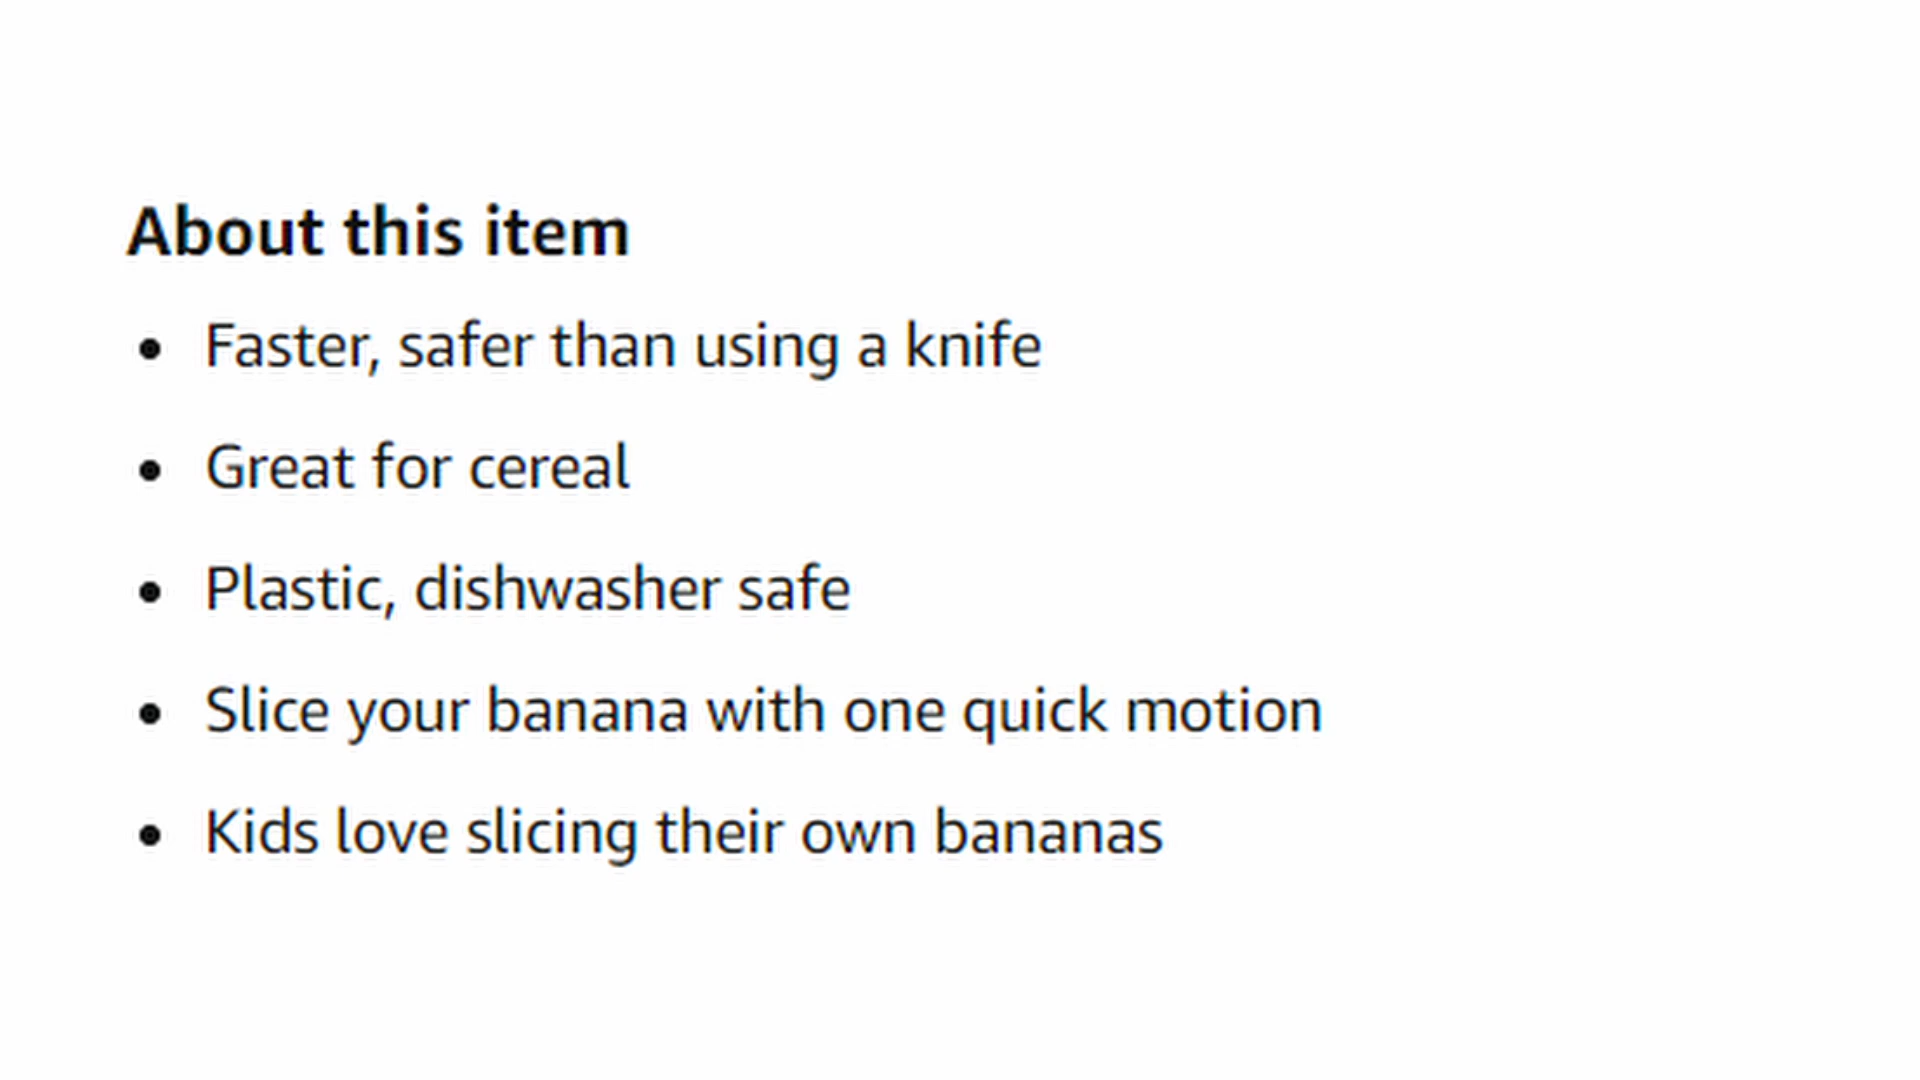 About this item
• Faster, safer than using a knife
• Great for cereal
• Plastic, dishwasher safe
• Slice your banana with one quick motion
• Kids love slicing their own bananas